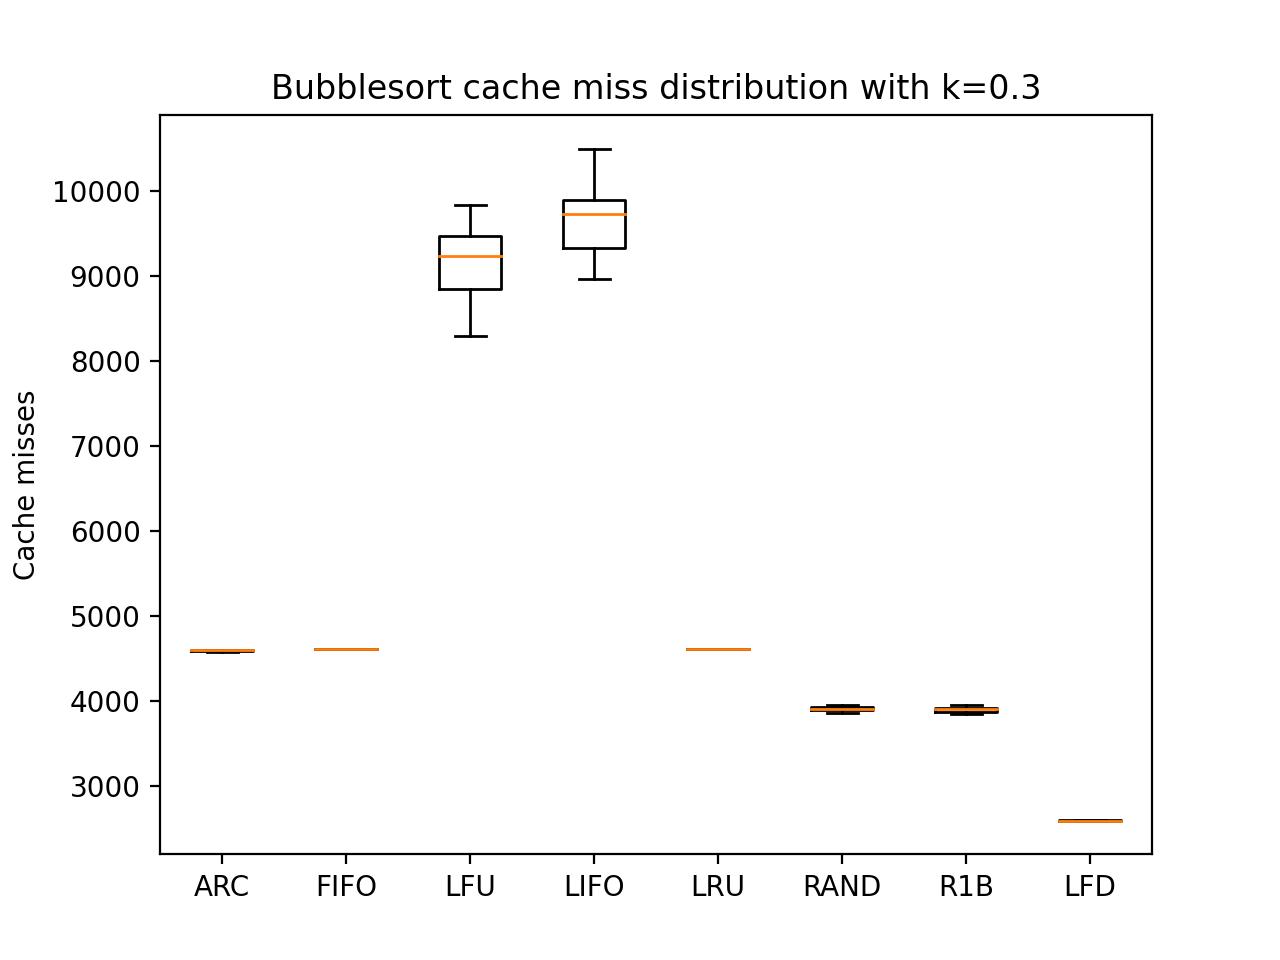 Bubblesort cache miss distribution with k=0.3
10000
9000
8000
7000
6000
5000
4000
3000
Cache misses
ARC FIFO LFU LIFO LRU RAND R1B LFD